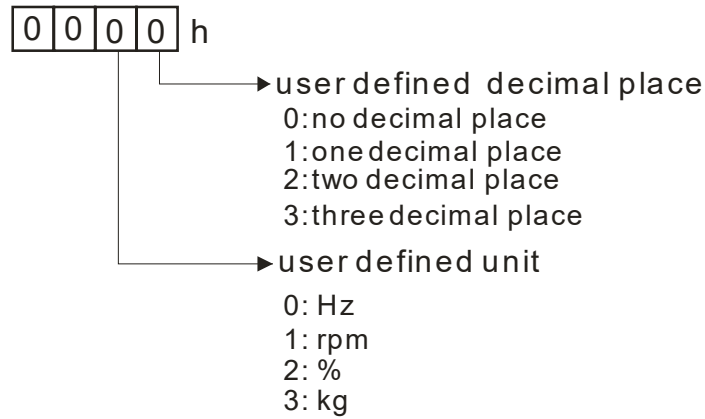 0 0 0 0 h
user defined decimal place
0:no decimal place
1:one decimal place
2:two decimal place
3:three decimal place
user defined unit
0: Hz
1: rpm
2: %
3: kg